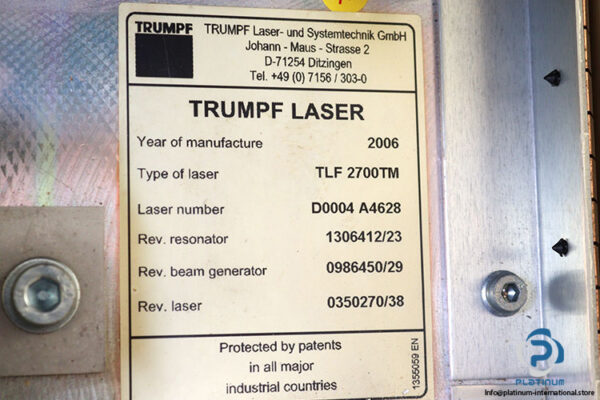 TRUMPF
TRUMPF Laser- und Systemtechnik GmbH
Johann - Maus - Strasse 2
D-71254 Ditzingen
Tel. +49 (0) 7156 / 303-0
TRUMPF LASER
Year of manufacture 2006
Type of laser TLF 2700TM
Laser number D0004 A4628
Rev. resonator 1306412/23
Rev. beam generator 0986450/29
Rev. laser 0350270/38
Protected by patents
in all major
industrial countries
1355059 EN
PLATINUM
info@platinum-international.store